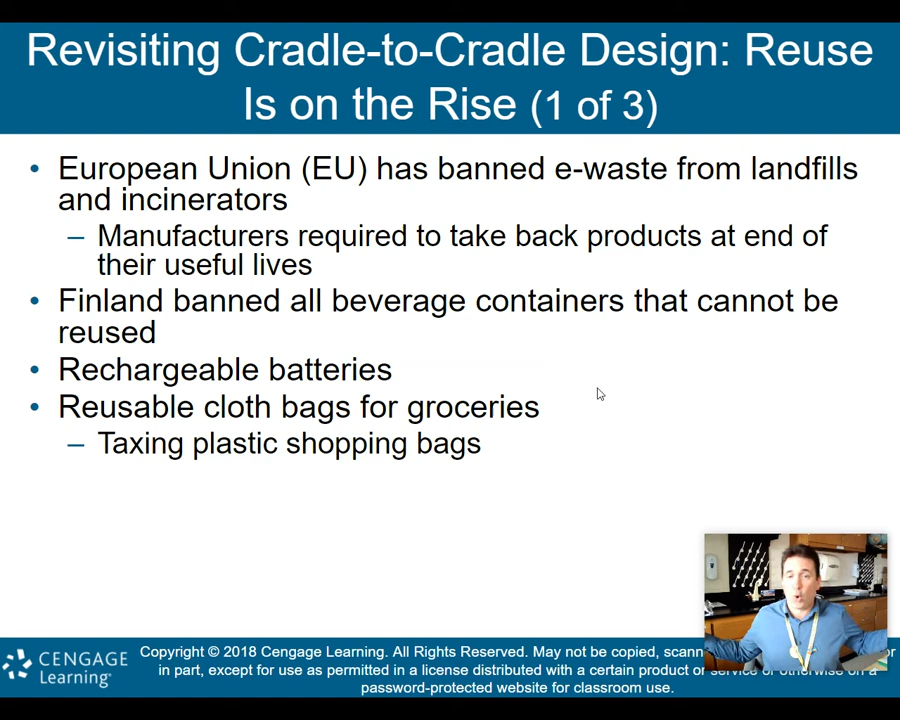 Revisiting Cradle-to-Cradle Design: Reuse
Is on the Rise (1 of 3)
• European Union (EU) has banned e-waste from landfills
and incinerators
– Manufacturers required to take back products at end of
their useful lives
• Finland banned all beverage containers that cannot be
reused
• Rechargeable batteries
• Reusable cloth bags for groceries
– Taxing plastic shopping bags
CENGAGE
Learning®
Copyright © 2018 Cengage Learning. All Rights Reserved. May not be copied, or
in part, except for use as permitted in a license distributed with a certain product or service or otherwise on a
password-protected website for classroom use.